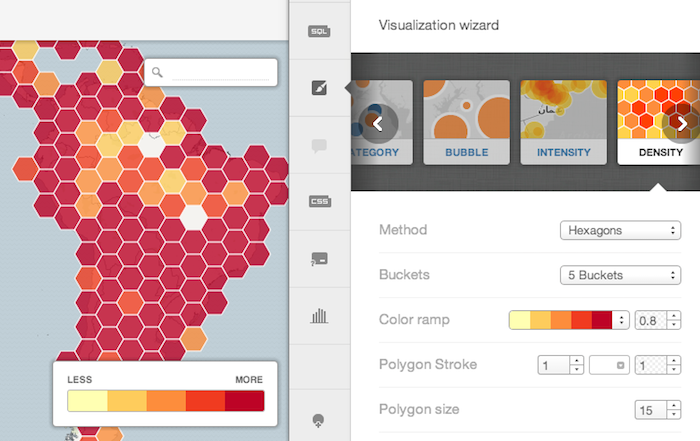 SQL
CSS
LESS MORE
Visualization wizard
ATEGORY
BUBBLE
INTENSITY
DENSITY
Method Hexagons
Buckets 5 Buckets
Color ramp 0.8
Polygon Stroke 1 1
Polygon size 15